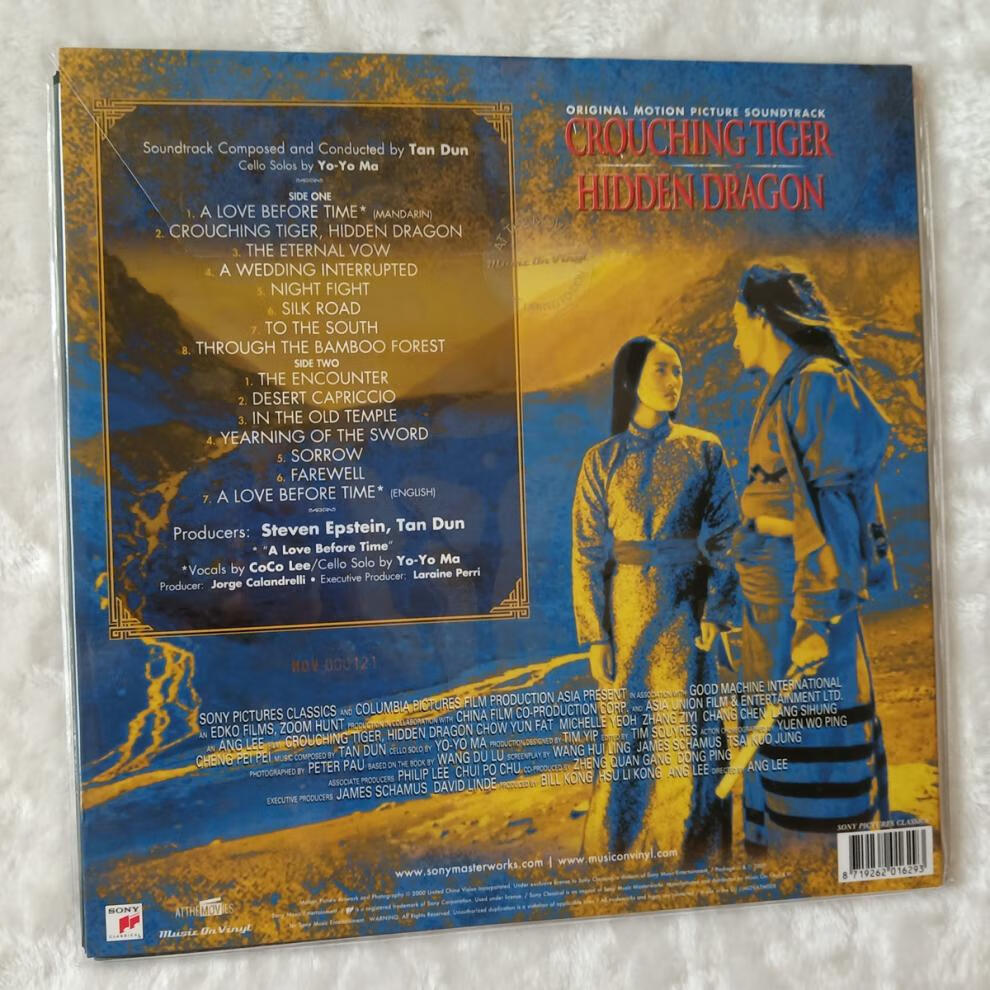 Soundtrack Composed and Conducted by Tan Dun
Cello Solos by Yo-Yo Ma
SIDE ONE
1. A LOVE BEFORE TIME* (MANDARIN)
2. CROUCHING TIGER, HIDDEN DRAGON
3. THE ETERNAL VOW
4. A WEDDING INTERRUPTED
5. NIGHT FIGHT
6. SILK ROAD
7. TO THE SOUTH
8. THROUGH THE BAMBOO FOREST
SIDE TWO
1. THE ENCOUNTER
2. DESERT CAPRICCIO
3. IN THE OLD TEMPLE
4. YEARNING OF THE SWORD
5. SORROW
6. FAREWELL
7. A LOVE BEFORE TIME* (ENGLISH)
Producers: Steven Epstein, Tan Dun
* "A Love Before Time"
*Vocals by CoCo Lee/Cello Solo by Yo-Yo Ma
Producer: Jorge Calandrelli • Executive Producer: Laraine Perri
ORIGINAL MOTION PICTURE SOUNDTRACK
CROUCHING TIGER
HIDDEN DRAGON
Music On Vinyl
MOV 000121
SONY PICTURES CLASSICS AND COLUMBIA PICTURES FILM PRODUCTION ASIA PRESENT IN ASSOCIATION WITH GOOD MACHINE INTERNATIONAL
AN EDKO FILMS, ZOOM HUNT PRODUCTION IN COLLABORATION WITH CHINA FILM CO-PRODUCTION CORP. AND ASIA UNION FILM & ENTERTAINMENT LTD.
AN ANG LEE CROUCHING TIGER, HIDDEN DRAGON CHOW YUN FAT MICHELLE YEOH ZHANG ZIYI CHANG CHEN LANG SIHUNG
CHENG PEI PEI MUSIC COMPOSED BY TAN DUN CELLO SOLO BY YO-YO MA PRODUCTION DESIGNED BY TIM YIP EDITED BY TIM SQUYRES ACTION CHOREOGRAPHY YUEN WO PING
PHOTOGRAPHED BY PETER PAU BASED ON THE BOOK BY WANG DU LU SCREENPLAY BY WANG HUI LING JAMES SCHAMUS TSAI KUO JUNG
ASSOCIATE PRODUCERS PHILIP LEE CHUI PO CHU CO-PRODUCED BY ZHENG QUAN GANG DONG PING
EXECUTIVE PRODUCERS JAMES SCHAMUS DAVID LINDE PRODUCED BY BILL KONG HSU LI KONG ANG LEE DIRECTED BY ANG LEE
www.sonymasterworks.com | www.musiconvinyl.com
SONY PICTURES CLASSICS
8 719262 016293
SONY
CLASSICAL
AT THE MOVIES
Music On Vinyl